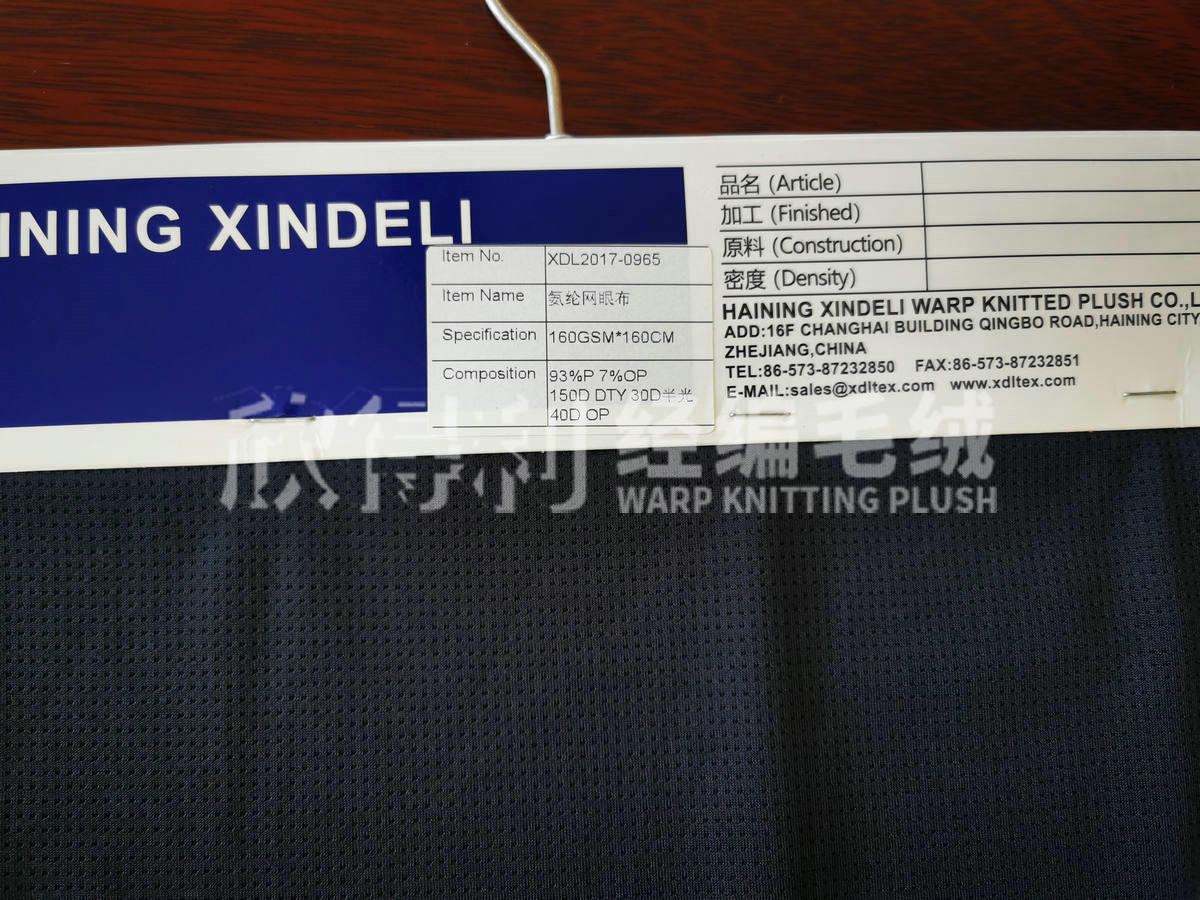 INING XINDELI
Item No. XDL2017-0965
Item Name 氨纶网眼布
Specification 160GSM*160CM
Composition 93%P 7%OP
150D DTY 30D半光
40D OP
品名 (Article)
加工 (Finished)
原料 (Construction)
密度 (Density)
HAINING XINDELI WARP KNITTED PLUSH CO.,L
ADD:16F CHANGHAI BUILDING QINGBO ROAD,HAINING CITY
ZHEJIANG,CHINA
TEL:86-573-87232850 FAX:86-573-87232851
E-MAIL:sales@xdltex.com www.xdltex.com
欣得利 经编毛绒
WARP KNITTING PLUSH